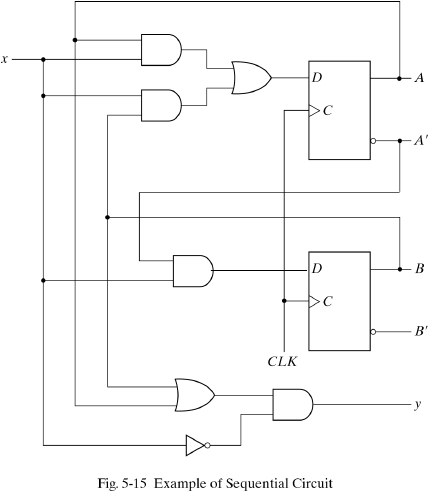 x
D
A
C
A'
D
B
C
B'
CLK
y
Fig. 5-15 Example of Sequential Circuit